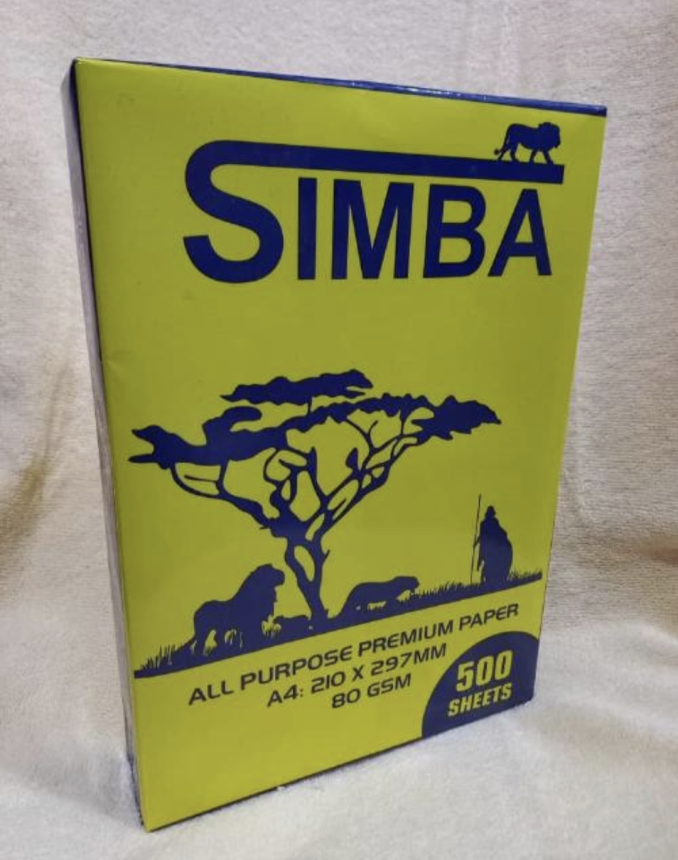 SIMBA
ALL PURPOSE PREMIUM PAPER
A4: 210 X 297MM
80 GSM
500
SHEETS